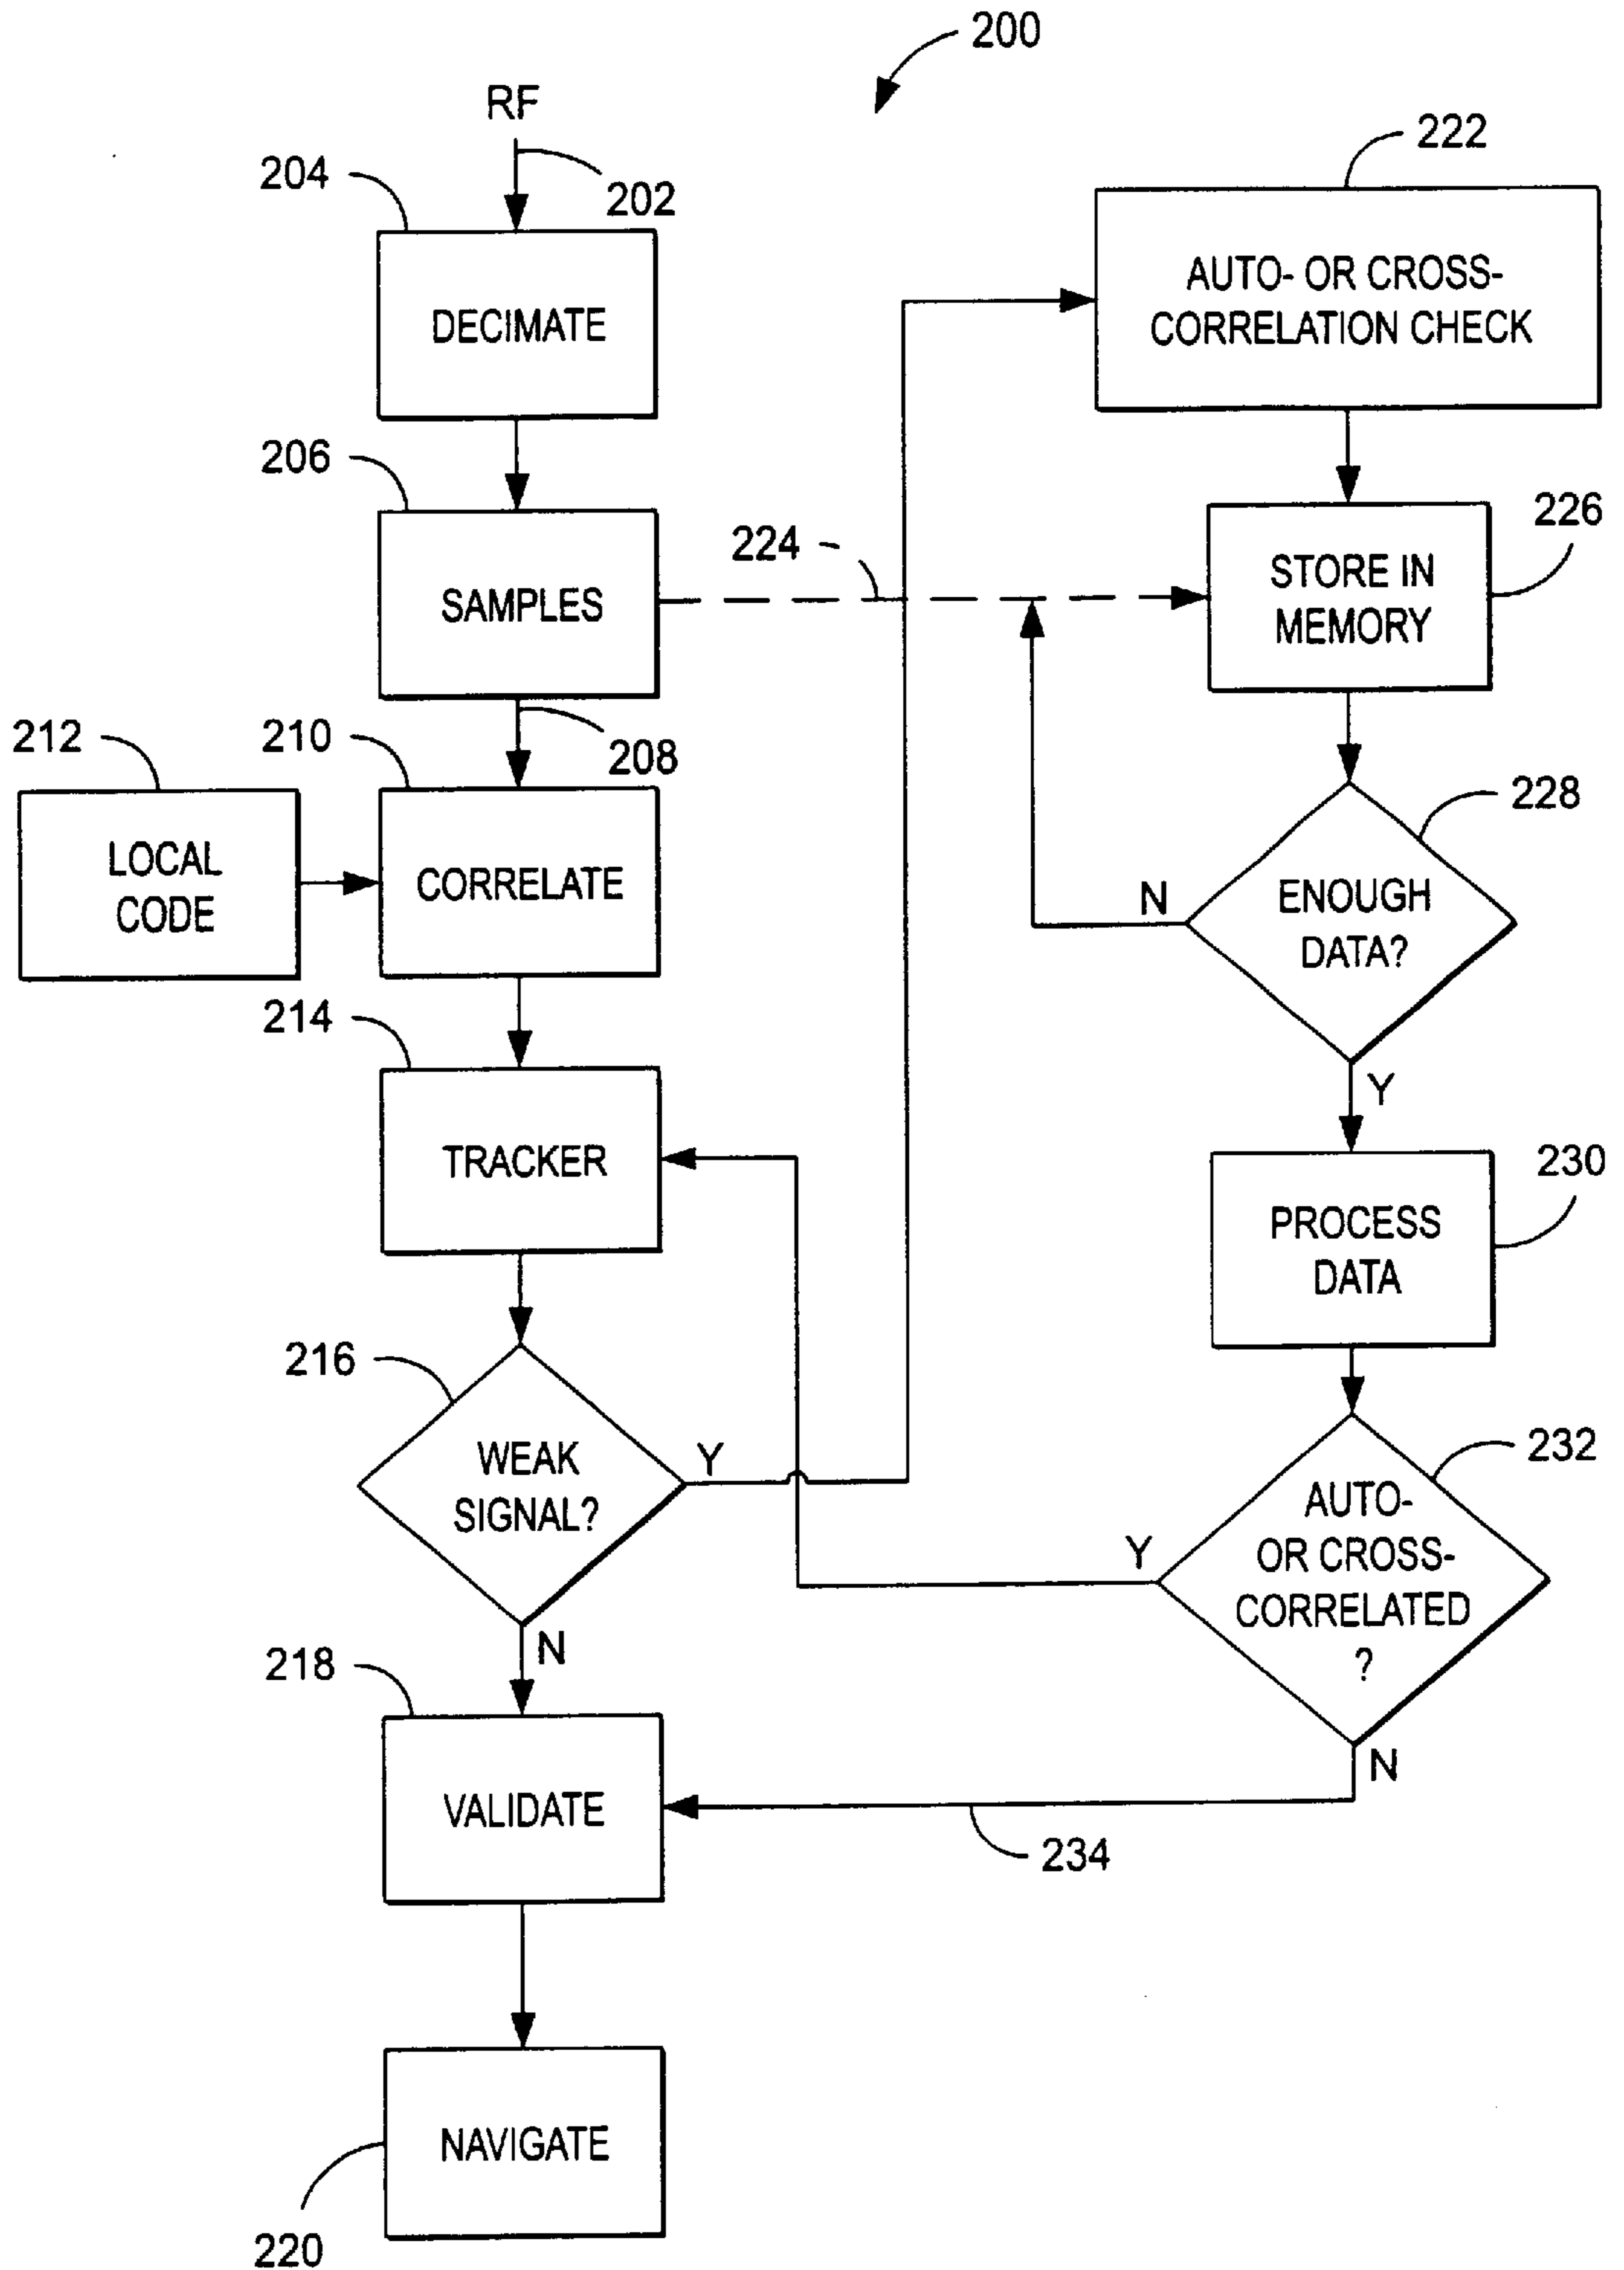 200
RF
202
204
DECIMATE
222
AUTO- OR CROSS-
CORRELATION CHECK
206
SAMPLES
224
226
STORE IN
MEMORY
208
212
LOCAL
CODE
210
CORRELATE
228
ENOUGH
DATA?
N
Y
214
TRACKER
230
PROCESS
DATA
216
WEAK
SIGNAL?
Y
N
232
AUTO-
OR CROSS-
CORRELATED
?
Y
N
218
VALIDATE
234
NAVIGATE
220